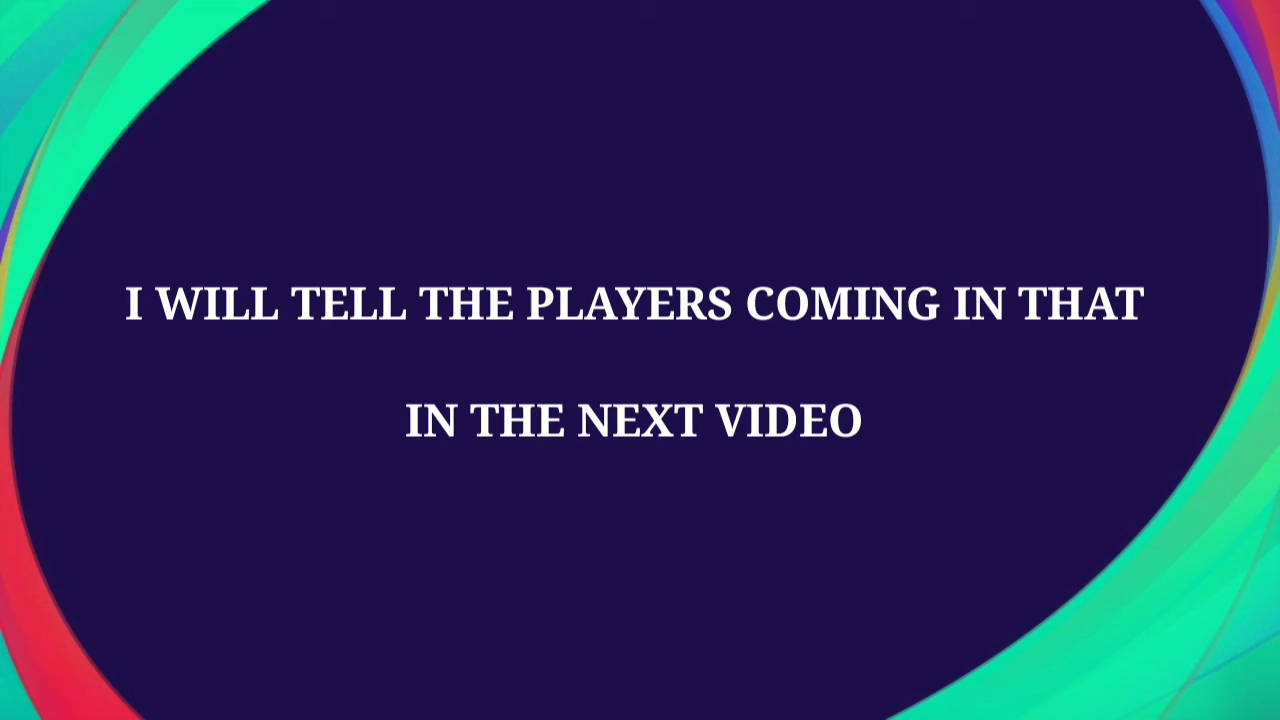 I WILL TELL THE PLAYERS COMING IN THAT
IN THE NEXT VIDEO